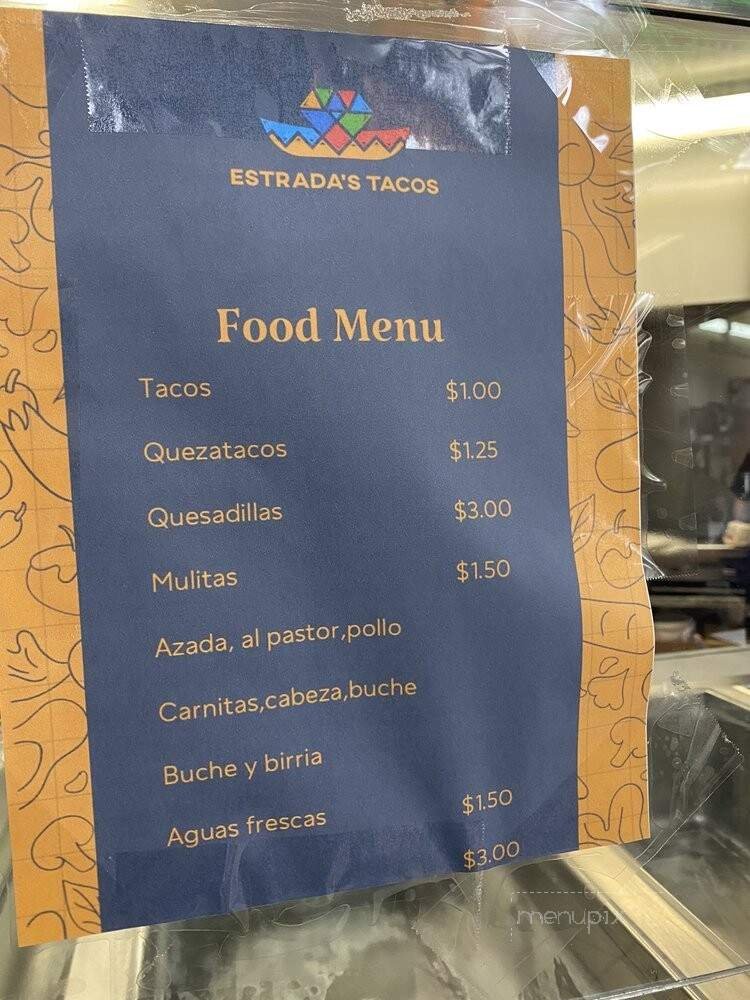 ESTRADA'S TACOS
Food Menu
Tacos $1.00
Quezatacos $1.25
Quesadillas $3.00
Mulitas $1.50
Azada, al pastor,pollo
Carnitas,cabeza,buche
Buche y birria
Aguas frescas $1.50
$3.00
menupix